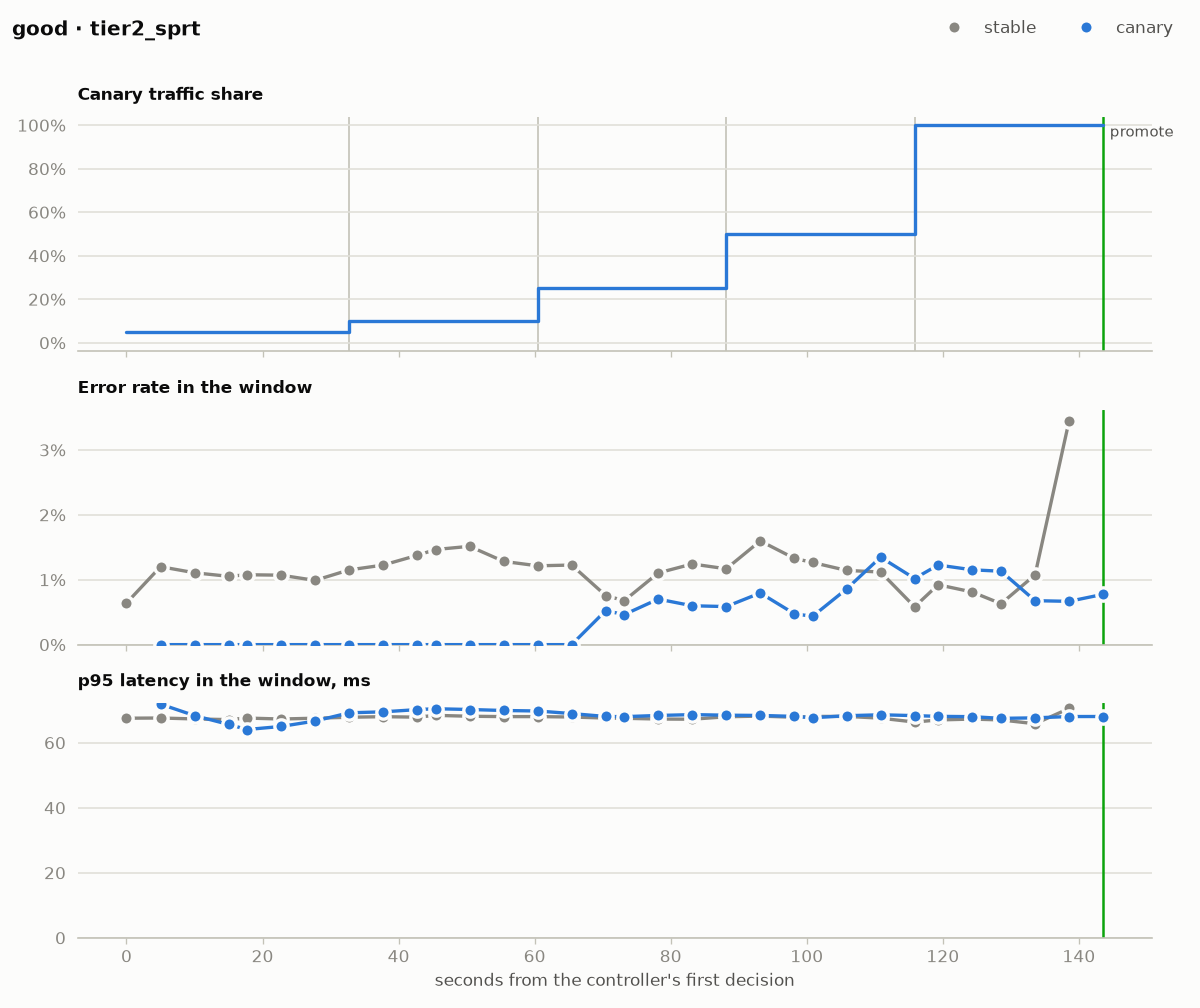 good · tier2_sprt
stable
canary
Canary traffic share
100%
promote
80%
60%
40%
20%
0%
Error rate in the window
3%
2%
1%
0%
p95 latency in the window, ms
60
40
20
0
0 20 40 60 80 100 120 140
seconds from the controller's first decision